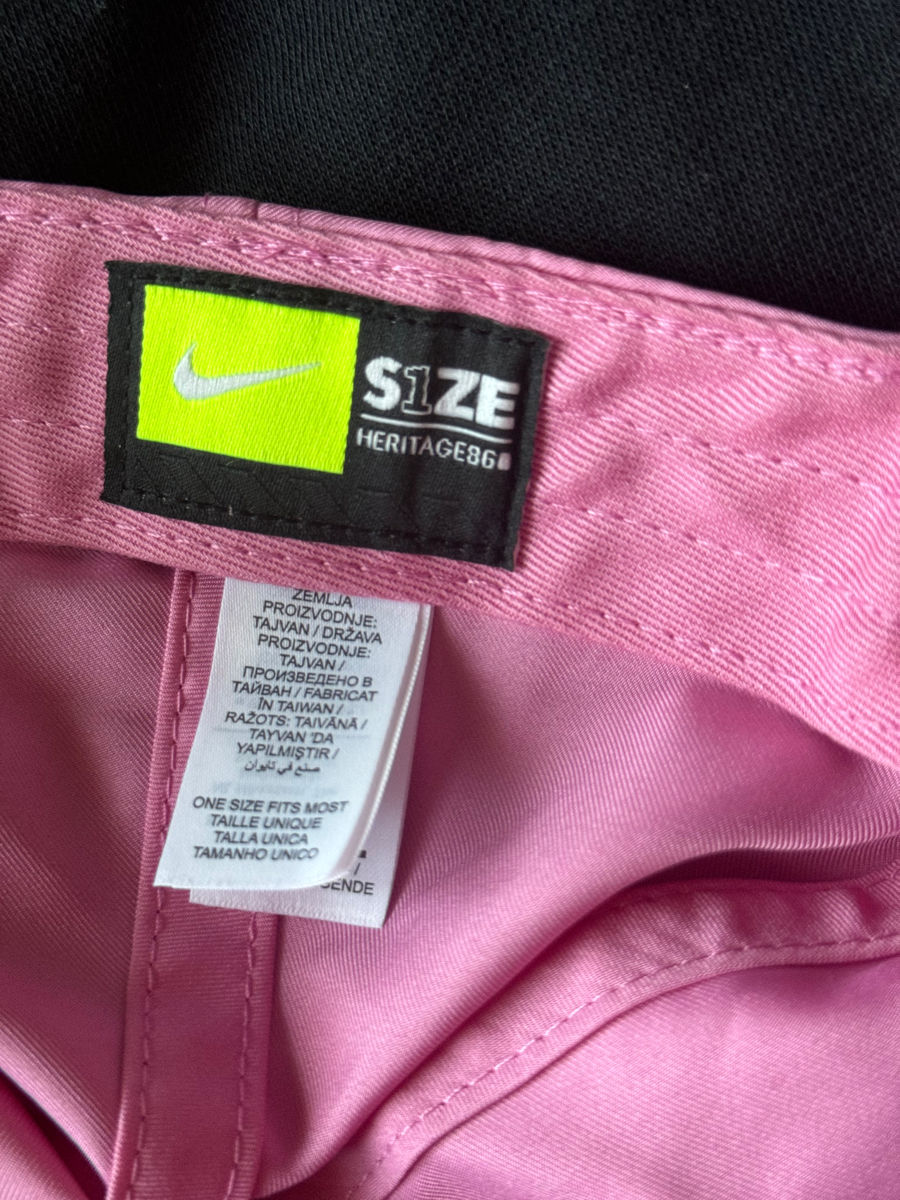 S1ZE
HERITAGE86
ZEMLJA
PROIZVODNJE:
TAJVAN / DRŽAVA
PROIZVODNJE:
TAJVAN /
ПРОИЗВЕДЕНО В
ТАЙВАН / FABRICAT
ÎN TAIWAN /
RAŽOTS: TAIVĀNĀ /
TAYVAN 'DA
YAPILMIŞTIR /
صنع في تايوان
ONE SIZE FITS MOST
TAILLE UNIQUE
TALLA UNICA
TAMANHO UNICO
/